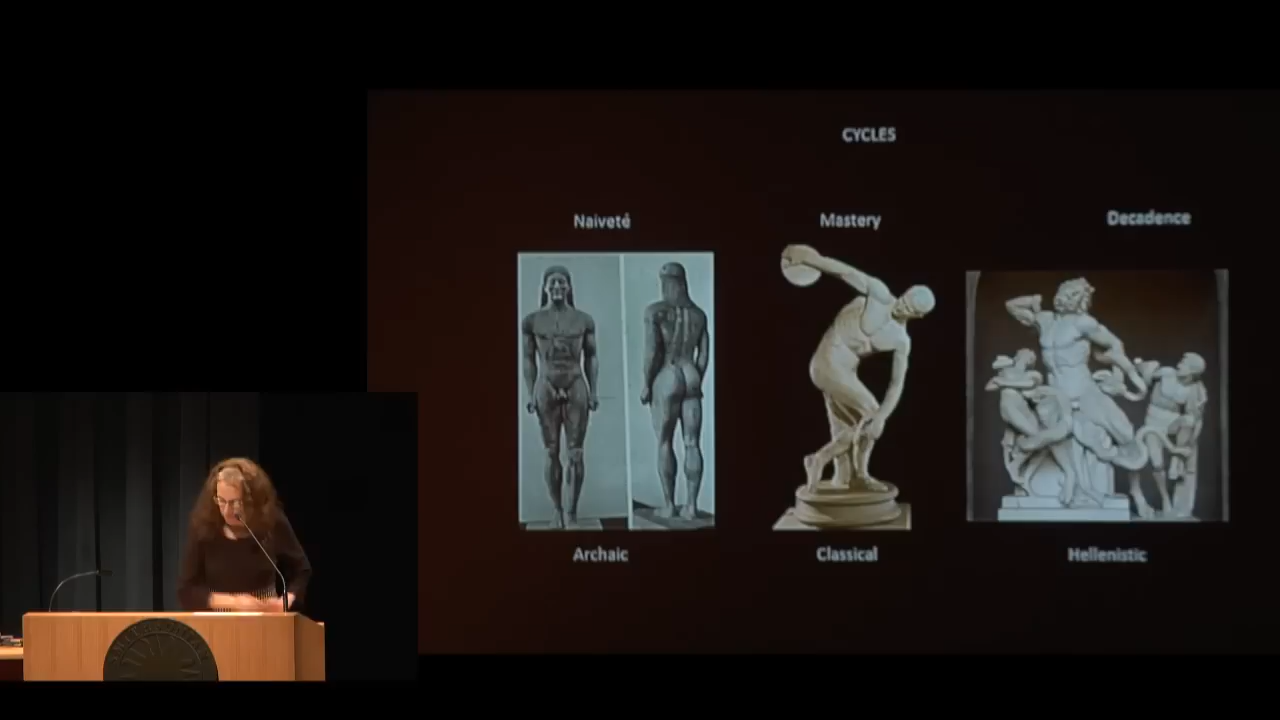 CYCLES
Naiveté
Mastery
Decadence
Archaic
Classical
Hellenistic